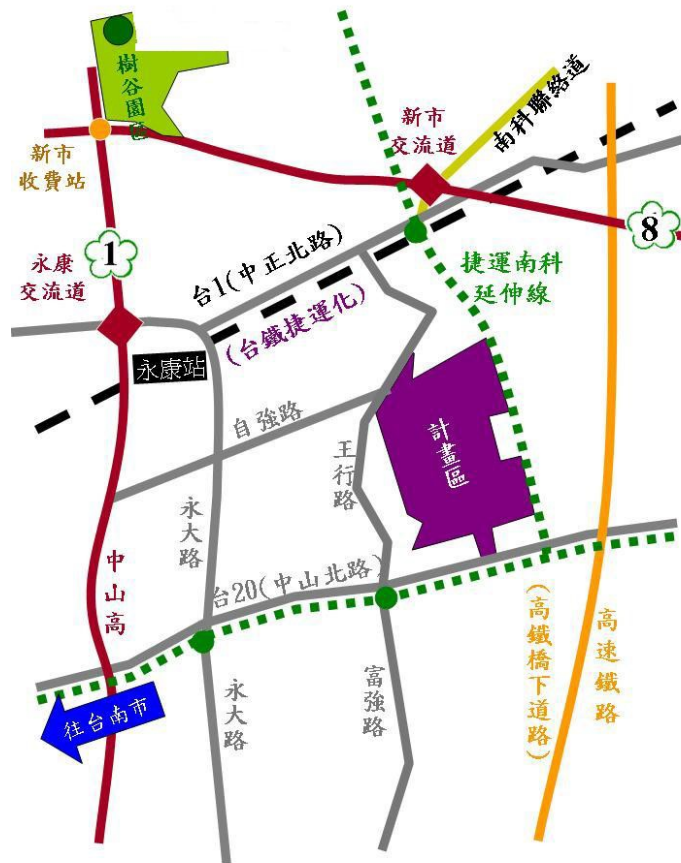 樹谷園區
南科聯絡道
新市
交流道
新市
收費站
8
1
永康
交流道
台1(中正北路)
捷運南科
延伸線
(台鐵捷運化)
永康站
自強路
計畫區
王行路
永大路
中山高
台20(中山北路)
(高鐵橋下道路)
高速鐵路
富強路
永大路
往台南市